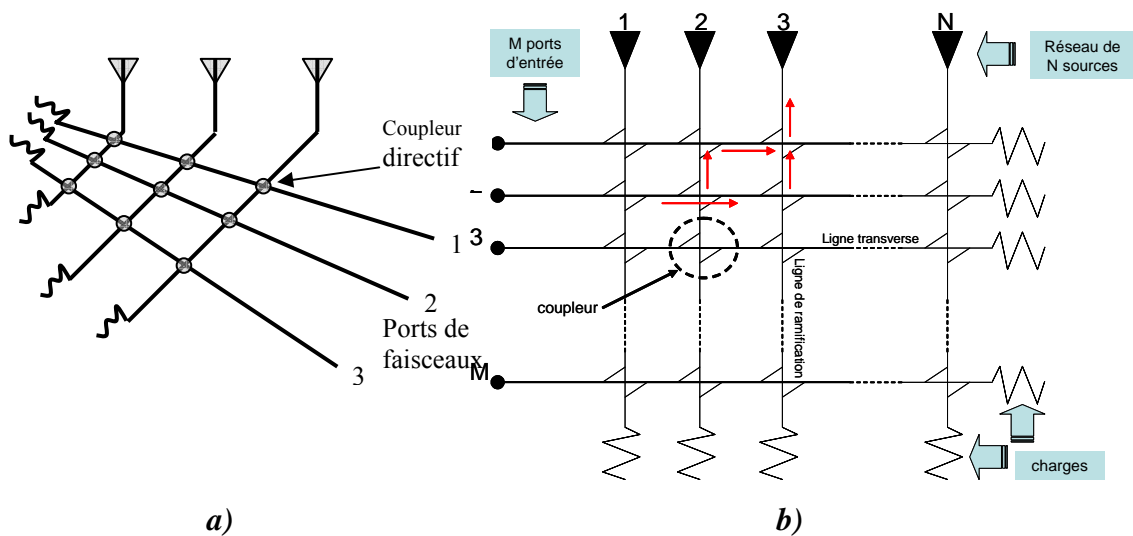 Coupleur
directif
1
2
Ports de
faisceaux
3
a)
1
2
3
N
M ports
d'entrée
Réseau de
N sources
3
Ligne transverse
coupleur
Ligne de ramification
M
charges
b)